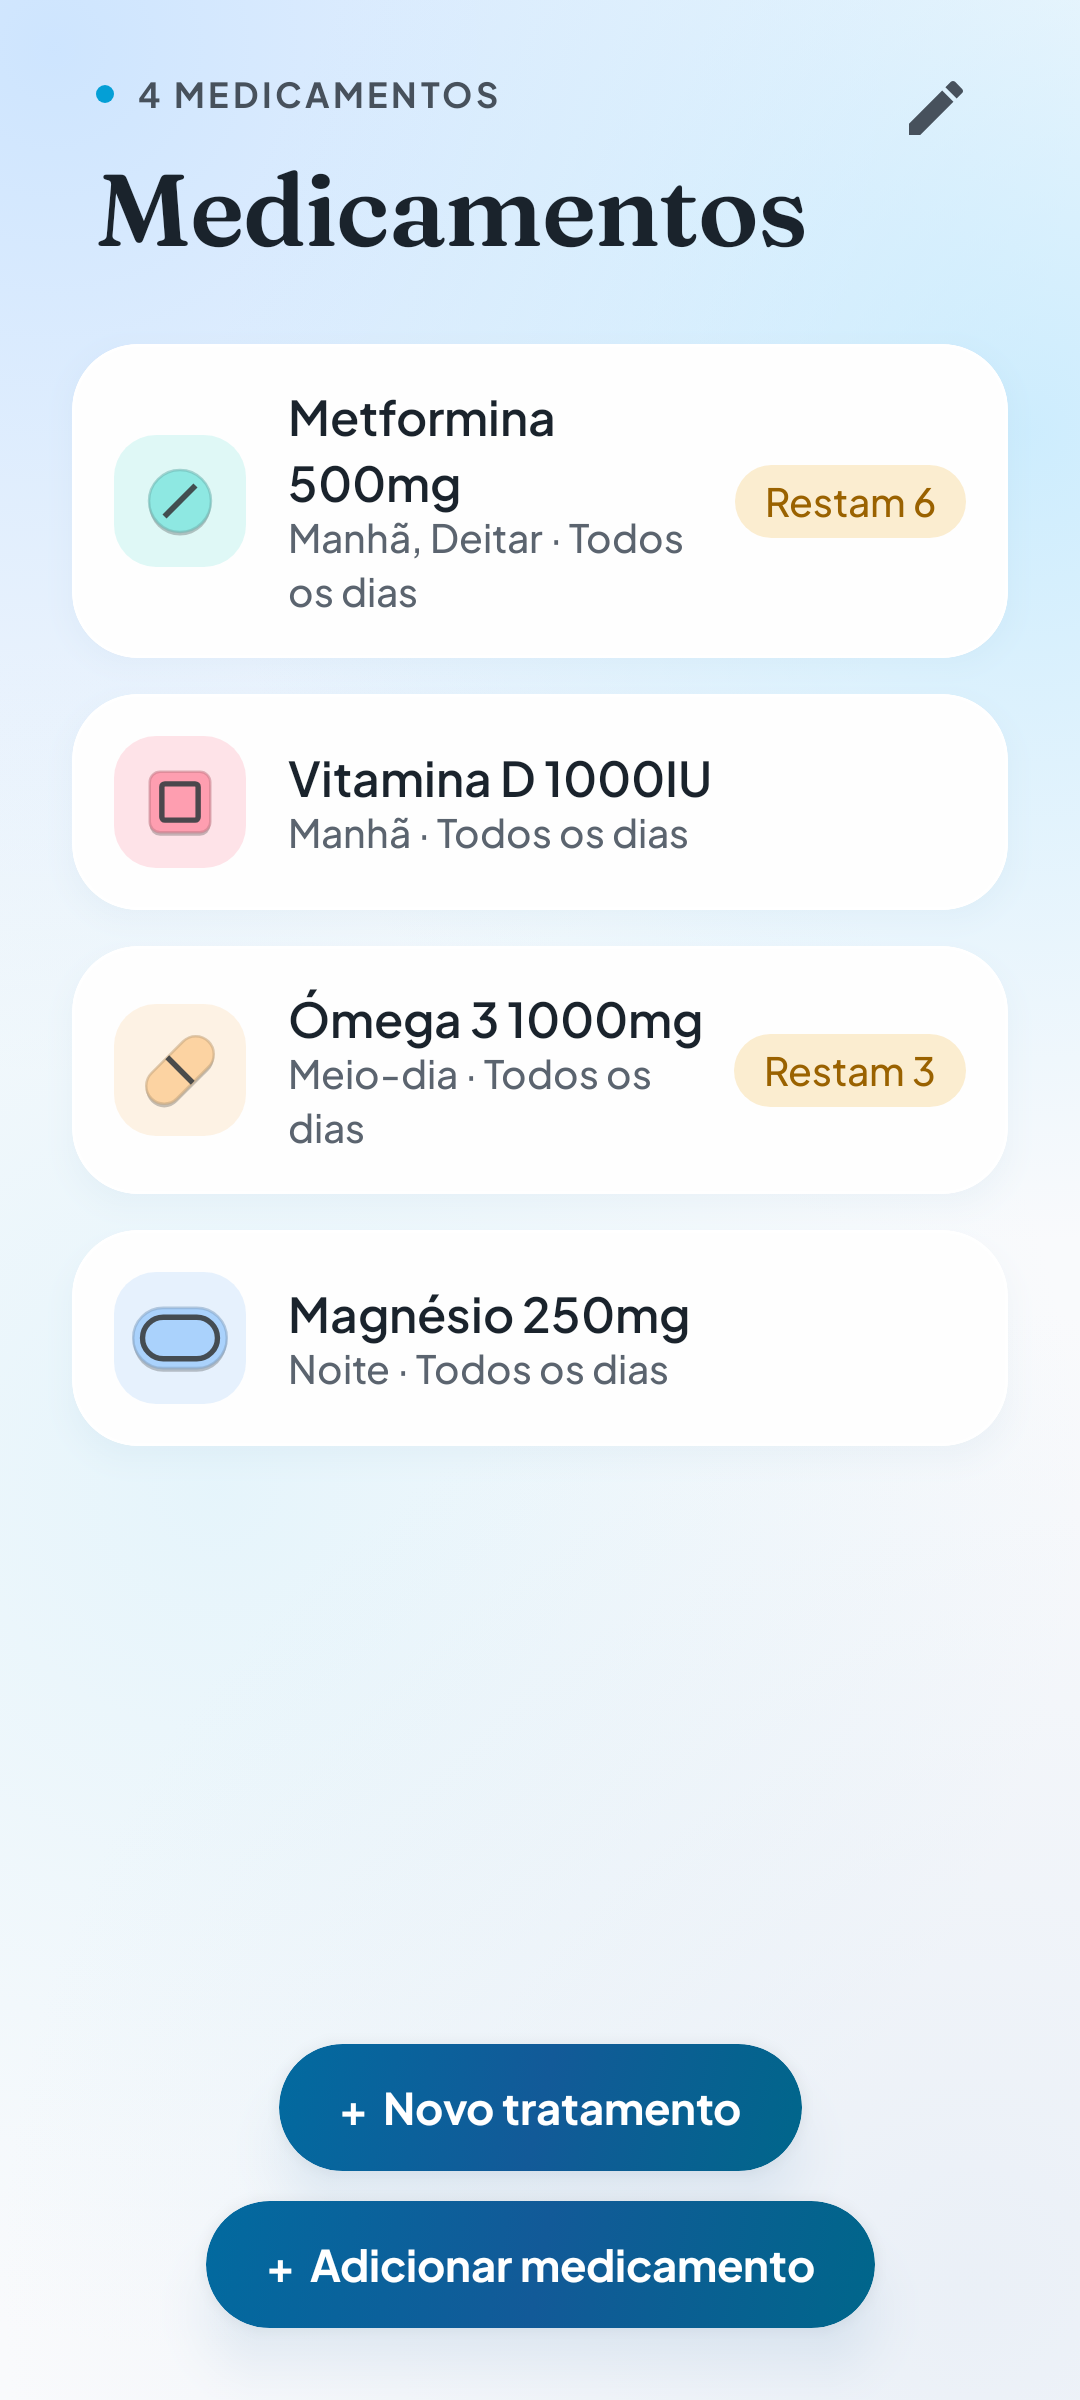 4 MEDICAMENTOS
Medicamentos
Metformina
500mg
Manhã, Deitar · Todos
os dias
Restam 6
Vitamina D 1000IU
Manhã · Todos os dias
Ómega 3 1000mg
Meio-dia · Todos os
dias
Restam 3
Magnésio 250mg
Noite · Todos os dias
+ Novo tratamento
+ Adicionar medicamento